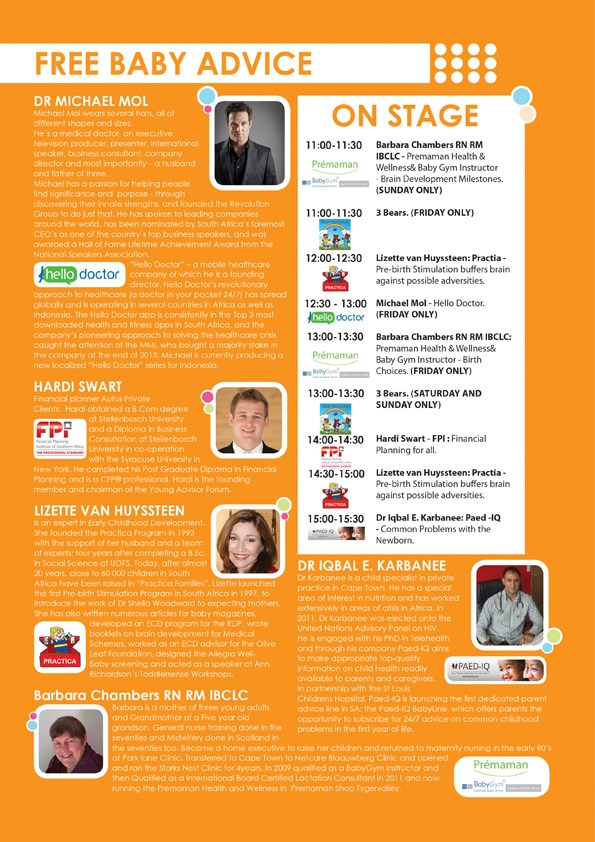 FREE BABY ADVICE
DR MICHAEL MOL
Michael Mol wears several hats, all of
different shapes and sizes.
He's a medical doctor, an executive
television producer, presenter, international
speaker, business consultant, company
director and most importantly – a husband
and father of three.
Michael has a passion for helping people
find significance and purpose - through
discovering their innate strengths, and founded the Revolution
Group to do just that. He has spoken to leading companies
around the world, has been nominated by South Africa's foremost
CEO's as one of the country's top business speakers, and was
awarded a Hall of Fame Lifetime Achievement Award from the
National Speakers Association.
hello doctor
"Hello Doctor" – a mobile healthcare
company of which he is a founding
director. Hello Doctor's revolutionary
approach to healthcare (a doctor in your pocket 24/7) has spread
globally and is operating in several countries in Africa as well as
Indonesia. The Hello Doctor app is consistently in the Top 3 most
downloaded health and fitness apps in South Africa, and the
company's pioneering approach to solving the healthcare crisis
caught the attention of the MMI, who bought a majority stake in
the company at the end of 2013. Michael is currently producing a
new localized "Hello Doctor" series for Indonesia.
HARDI SWART
Financial planner Autus Private
Clients; Hardi obtained a B.Com degree
at Stellenbosch University
and a Diploma in Business
Consultation at Stellenbosch
University in co-operation
with the Syracuse University in
New York. He completed his Post Graduate Diploma in Financial
Planning and is a CFP® professional. Hardi is the founding
member and chairman of the Young Advisor Forum.
FPi
Financial Planning
Institute of Southern Africa
THE PROFESSIONAL STANDARD
LIZETTE VAN HUYSSTEEN
is an expert in Early Childhood Development.
She founded the Practica Program in 1993
with the support of her husband and a team
of experts; four years after completing a B.Sc.
in Social Science at UOFS. Today, after almost
20 years, close to 60 000 children in South
Africa have been raised in "Practica Families". Lizette launched
the first Pre-birth Stimulation Program in South Africa in 1997, to
introduce the work of Dr Sheila Woodward to expecting mothers.
She has also written numerous articles for baby magazines,
developed an ECD program for the RDP, wrote
booklets on brain development for Medical
Schemes, worked as an ECD advisor for the Olive
Leaf Foundation, designed the Alegra Well-
Baby screening and acted as a speaker of Ann
Richardson's Toddlersense Workshops.
PRACTICA
Barbara Chambers RN RM IBCLC
Barbara is a mother of three young adults
and Grandmother of a Five year old
grandson. General nurse training done in the
seventies and Midwifery done in Scotland in
the seventies too. Became a home executive to raise her children and returned to maternity nursing in the early 90's
at Park lane Clinic. Transferred to Cape Town to Netcare Blaauwberg Clinic and opened
and ran the Storks Nest Clinic for 4years. In 2009 qualified as a BabyGym Instructor and
then Qualified as a International Board Certified Lactation Consultant in 2011 and now
running the Premaman Health and Wellness in Premaman Shop Tygervalley.
Prémaman
BabyGym
ON STAGE
11:00-11:30 Barbara Chambers RN RM
IBCLC - Premaman Health &
Wellness& Baby Gym Instructor
- Brain Development Milestones.
(SUNDAY ONLY)
Prémaman
BabyGym
11:00-11:30 3 Bears. (FRIDAY ONLY)
12:00-12:30 Lizette van Huyssteen: Practia -
Pre-birth Stimulation buffers brain
against possible adversities.
PRACTICA
12:30 - 13:00 Michael Mol - Hello Doctor.
(FRIDAY ONLY)
hello doctor
13:00-13:30 Barbara Chambers RN RM IBCLC:
Premaman Health & Wellness&
Baby Gym Instructor - Birth
Choices. (FRIDAY ONLY)
Prémaman
BabyGym
13:00-13:30 3 Bears. (SATURDAY AND
SUNDAY ONLY)
14:00-14:30 Hardi Swart - FPI : Financial
Planning for all.
FPi
14:30-15:00 Lizette van Huyssteen: Practia -
Pre-birth Stimulation buffers brain
against possible adversities.
PRACTICA
15:00-15:30 Dr Iqbal E. Karbanee: Paed -IQ
- Common Problems with the
Newborn.
PAED-IQ
DR IQBAL E. KARBANEE
Dr Karbanee is a child specialist in private
practice in Cape Town. He has a special
area of interest in nutrition and has worked
extensively in areas of crisis in Africa. In
2011, Dr Karbanee was elected onto the
United Nations Advisory Panel on HIV.
He is engaged with his PhD in Telehealth
and through his company Paed-IQ aims
to make appropriate top-quality
information on child health readily
available to parents and caregivers.
In partnership with the St Louis
Childrens Hospital, Paed-IQ is launching the first dedicated parent
advice line in SA: the Paed-IQ BabyLine which offers parents the
opportunity to subscribe for 24/7 advice on common childhood
problems in the first year of life.
PAED-IQ